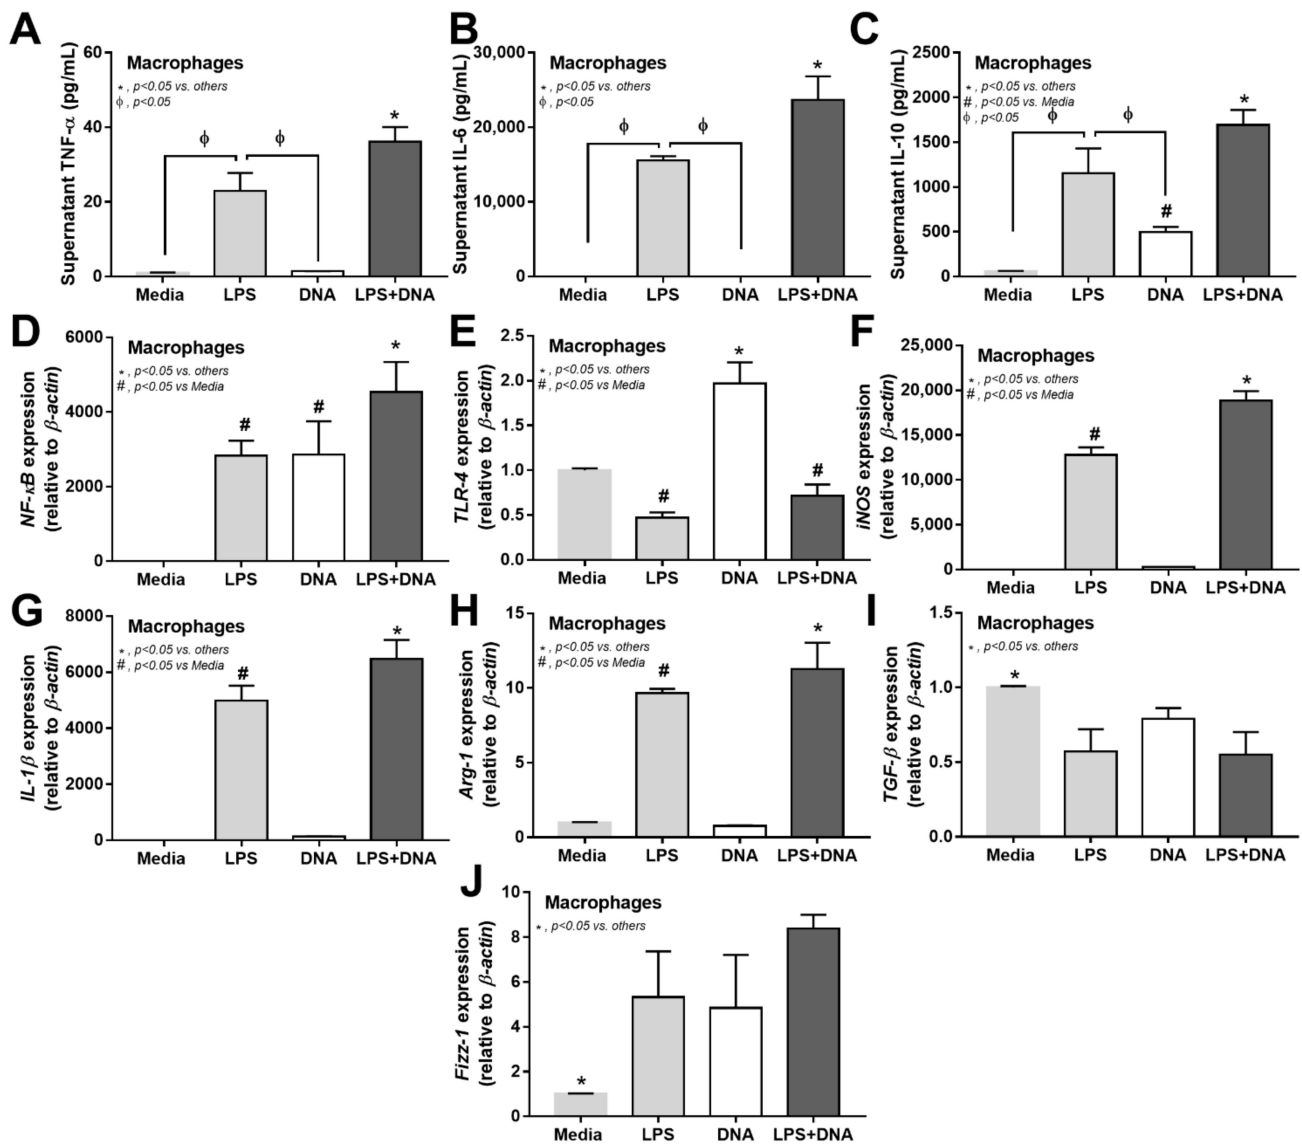 A
Supernatant TNF-α (pg/mL)
60
40
20
0
Macrophages
*, p<0.05 vs. others
ϕ, p<0.05
ϕ ϕ
*
Media LPS DNA LPS+DNA
B
Supernatant IL-6 (pg/mL)
30,000
20,000
10,000
0
Macrophages
*, p<0.05 vs. others
ϕ, p<0.05
ϕ ϕ
*
Media LPS DNA LPS+DNA
C
Supernatant IL-10 (pg/mL)
2500
2000
1500
1000
500
0
Macrophages
*, p<0.05 vs. others
#, p<0.05 vs. Media
ϕ, p<0.05
ϕ ϕ
#
*
Media LPS DNA LPS+DNA
D
NF-κB expression
(relative to β-actin)
6000
4000
2000
0
Macrophages
*, p<0.05 vs. others
#, p<0.05 vs Media
# # *
Media LPS DNA LPS+DNA
E
TLR-4 expression
(relative to β-actin)
2.5
2.0
1.5
1.0
0.5
0.0
Macrophages
*, p<0.05 vs. others
#, p<0.05 vs Media
# * #
Media LPS DNA LPS+DNA
F
iNOS expression
(relative to β-actin)
25,000
20,000
15,000
10,000
5,000
0
Macrophages
*, p<0.05 vs. others
#, p<0.05 vs Media
# *
Media LPS DNA LPS+DNA
G
IL-1β expression
(relative to β-actin)
8000
6000
4000
2000
0
Macrophages
*, p<0.05 vs. others
#, p<0.05 vs Media
# *
Media LPS DNA LPS+DNA
H
Arg-1 expression
(relative to β-actin)
15
10
5
0
Macrophages
*, p<0.05 vs. others
#, p<0.05 vs Media
# *
Media LPS DNA LPS+DNA
I
TGF-β expression
(relative to β-actin)
1.5
1.0
0.5
0.0
Macrophages
*, p<0.05 vs. others
*
Media LPS DNA LPS+DNA
J
Fizz-1 expression
(relative to β-actin)
10
8
6
4
2
0
Macrophages
*, p<0.05 vs. others
*
Media LPS DNA LPS+DNA